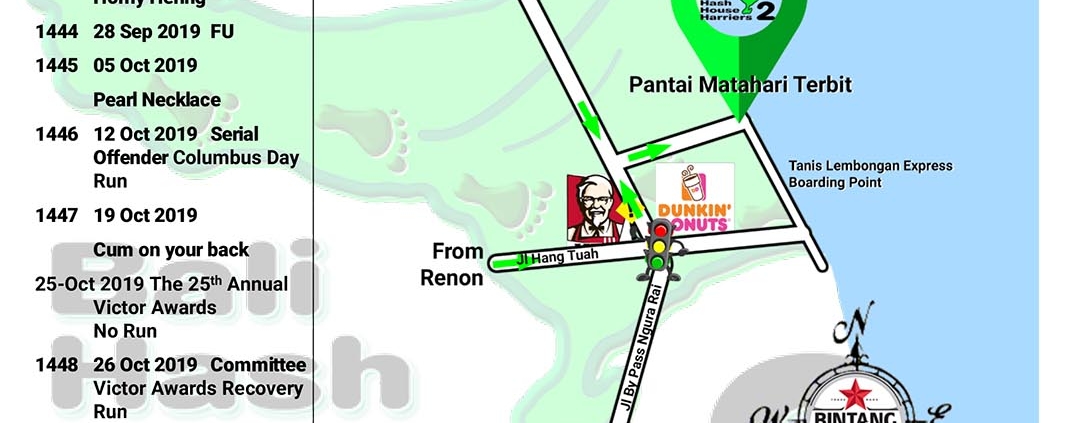 Horny Hering
1444 28 Sep 2019 FU
1445 05 Oct 2019
Pearl Necklace
1446 12 Oct 2019 Serial
Offender Columbus Day
Run
1447 19 Oct 2019
Cum on your back
25-Oct 2019 The 25th Annual
Victor Awards
No Run
1448 26 Oct 2019 Committee
Victor Awards Recovery
Run
Bali
Hash
Hash
House
Harriers 2
Pantai Matahari Terbit
Tanis Lembongan Express
Boarding Point
DUNKIN'
DONUTS
From
Renon
Jl Hang Tuah
Jl By Pass Ngura Rai
N
W E
BINTANG